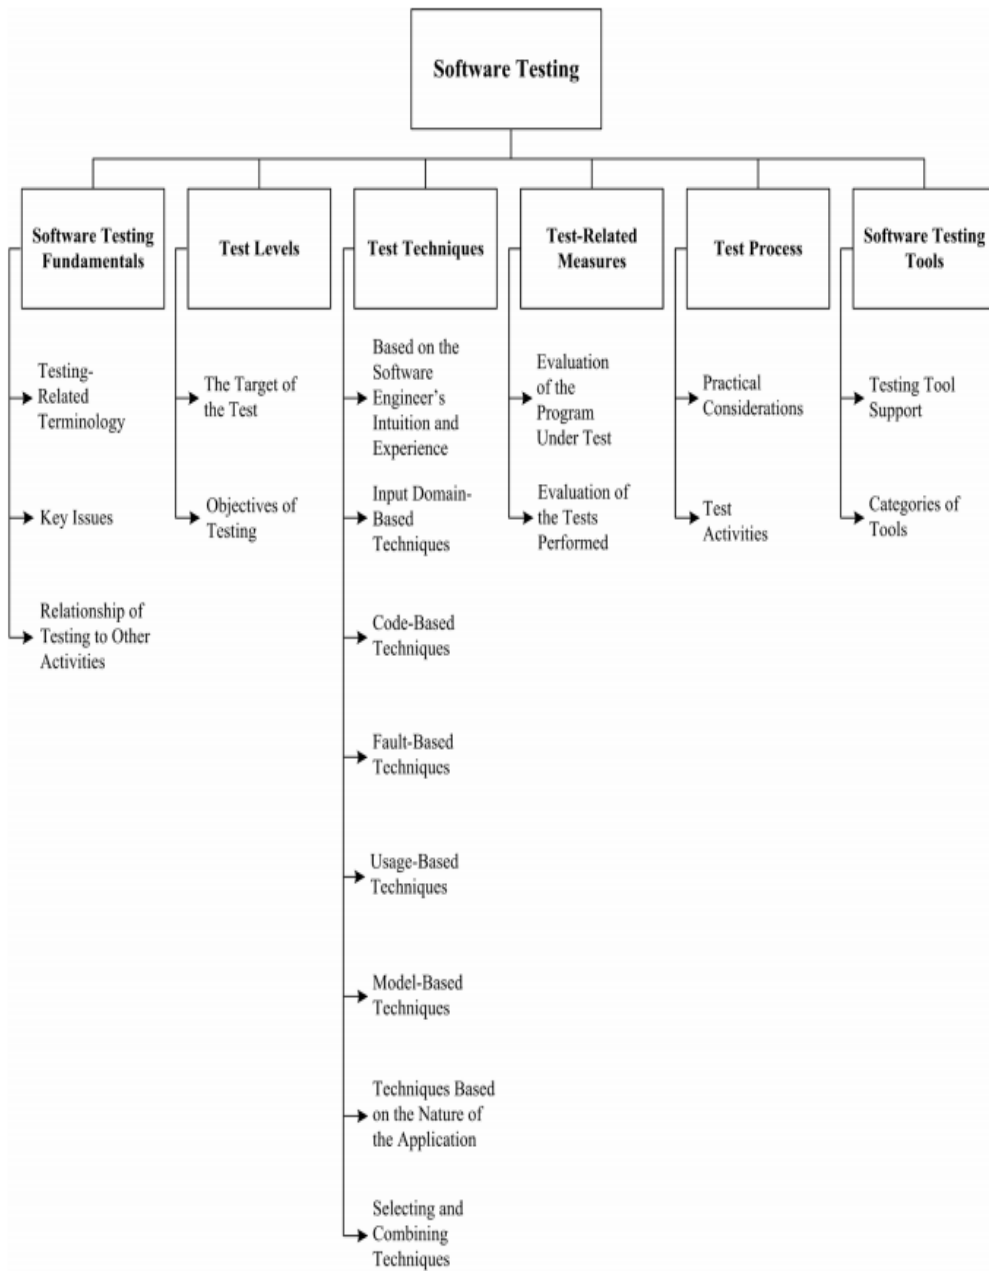 Software Testing
Software Testing
Fundamentals
Test Levels
Test Techniques
Test-Related
Measures
Test Process
Software Testing
Tools
Testing-
Related
Terminology
Key Issues
Relationship of
Testing to Other
Activities
The Target of
the Test
Objectives of
Testing
Based on the
Software
Engineer's
Intuition and
Experience
Input Domain-
Based
Techniques
Code-Based
Techniques
Fault-Based
Techniques
Usage-Based
Techniques
Model-Based
Techniques
Techniques Based
on the Nature of
the Application
Selecting and
Combining
Techniques
Evaluation
of the
Program
Under Test
Evaluation of
the Tests
Performed
Practical
Considerations
Test
Activities
Testing Tool
Support
Categories of
Tools